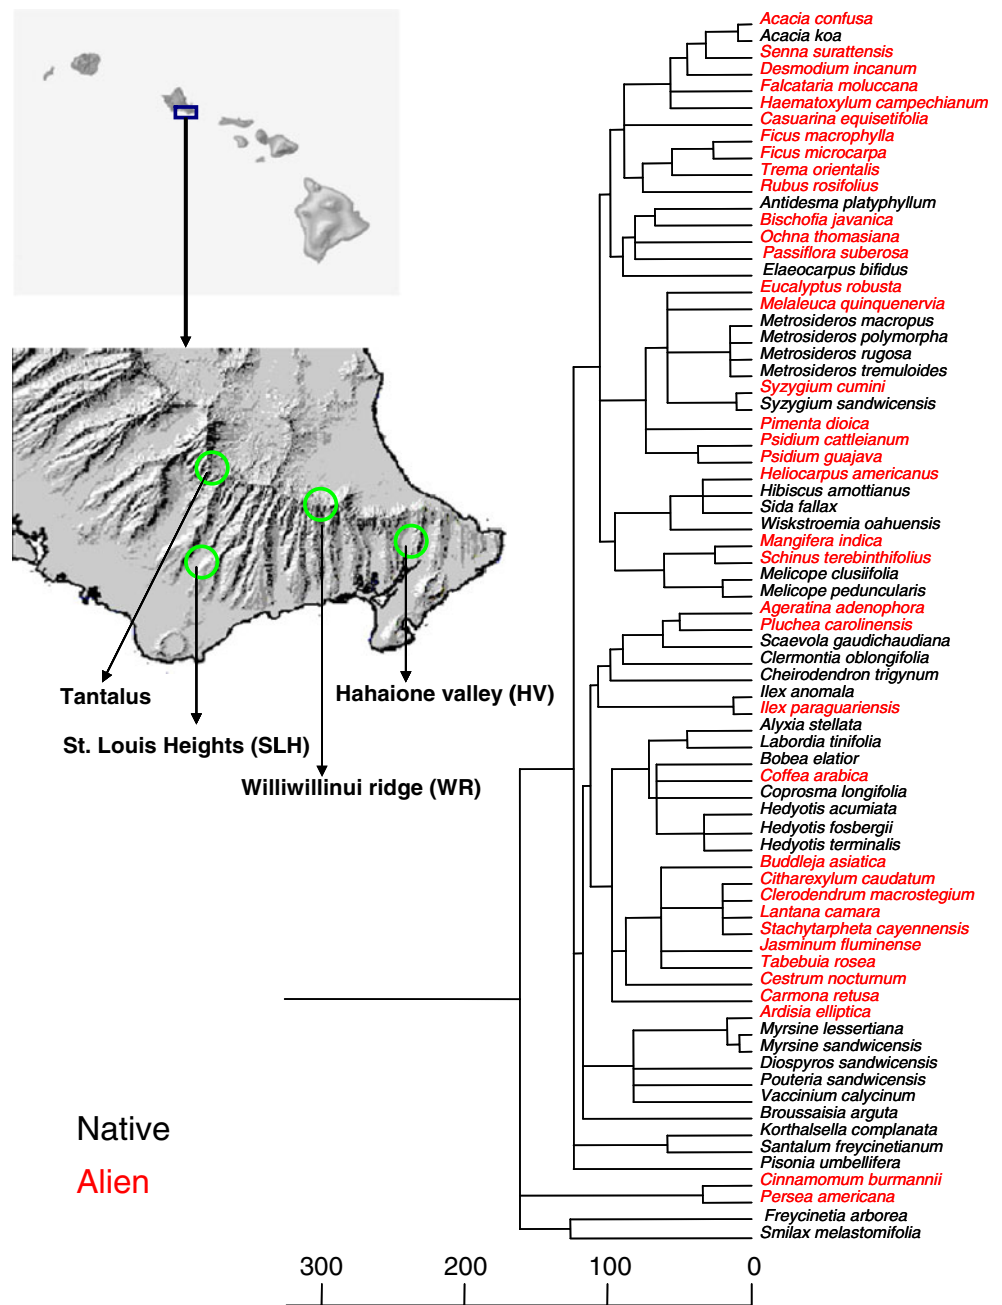 Tantalus
St. Louis Heights (SLH)
Williwillinui ridge (WR)
Hahaione valley (HV)
Native
Alien
Acacia confusa
Acacia koa
Senna surattensis
Desmodium incanum
Falcataria moluccana
Haematoxylum campechianum
Casuarina equisetifolia
Ficus macrophylla
Ficus microcarpa
Trema orientalis
Rubus rosifolius
Antidesma platyphyllum
Bischofia javanica
Ochna thomasiana
Passiflora suberosa
Elaeocarpus bifidus
Eucalyptus robusta
Melaleuca quinquenervia
Metrosideros macropus
Metrosideros polymorpha
Metrosideros rugosa
Metrosideros tremuloides
Syzygium cumini
Syzygium sandwicensis
Pimenta dioica
Psidium cattleianum
Psidium guajava
Heliocarpus americanus
Hibiscus arnottianus
Sida fallax
Wiskstroemia oahuensis
Mangifera indica
Schinus terebinthifolius
Melicope clusiifolia
Melicope peduncularis
Ageratina adenophora
Pluchea carolinensis
Scaevola gaudichaudiana
Clermontia oblongifolia
Cheirodendron trigynum
Ilex anomala
Ilex paraguariensis
Alyxia stellata
Labordia tinifolia
Bobea elatior
Coffea arabica
Coprosma longifolia
Hedyotis acumiata
Hedyotis fosbergii
Hedyotis terminalis
Buddleja asiatica
Citharexylum caudatum
Clerodendrum macrostegium
Lantana camara
Stachytarpheta cayennensis
Jasminum fluminense
Tabebuia rosea
Cestrum nocturnum
Carmona retusa
Ardisia elliptica
Myrsine lessertiana
Myrsine sandwicensis
Diospyros sandwicensis
Pouteria sandwicensis
Vaccinium calycinum
Broussaisia arguta
Korthalsella complanata
Santalum freycinetianum
Pisonia umbellifera
Cinnamomum burmannii
Persea americana
Freycinetia arborea
Smilax melastomifolia
300 200 100 0